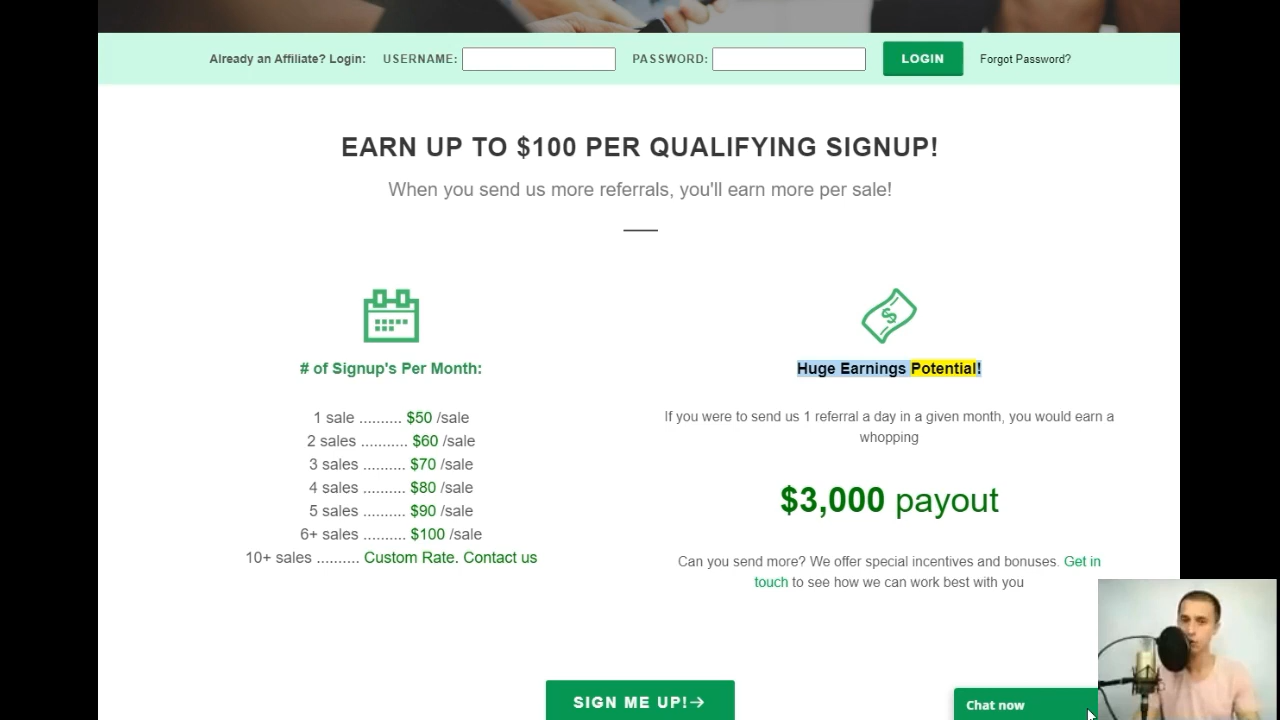 Already an Affiliate? Login: USERNAME: PASSWORD: LOGIN Forgot Password?
EARN UP TO $100 PER QUALIFYING SIGNUP!
When you send us more referrals, you'll earn more per sale!
# of Signup's Per Month:
1 sale .......... $50 /sale
2 sales ........... $60 /sale
3 sales .......... $70 /sale
4 sales .......... $80 /sale
5 sales .......... $90 /sale
6+ sales .......... $100 /sale
10+ sales .......... Custom Rate. Contact us
Huge Earnings Potential!
If you were to send us 1 referral a day in a given month, you would earn a
whopping
$3,000 payout
Can you send more? We offer special incentives and bonuses. Get in
touch to see how we can work best with you
SIGN ME UP!→
Chat now